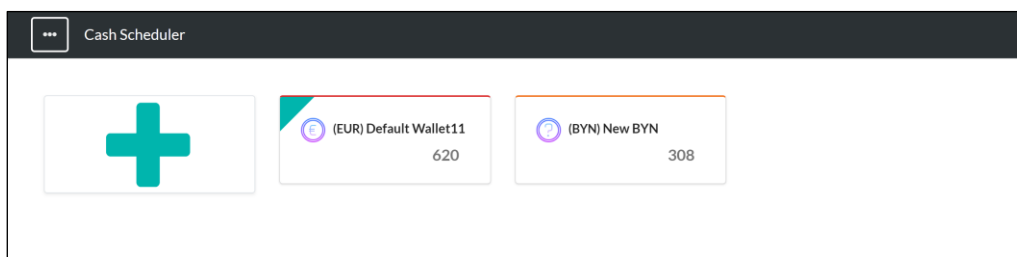 Cash Scheduler
(EUR) Default Wallet11
620
(BYN) New BYN
308